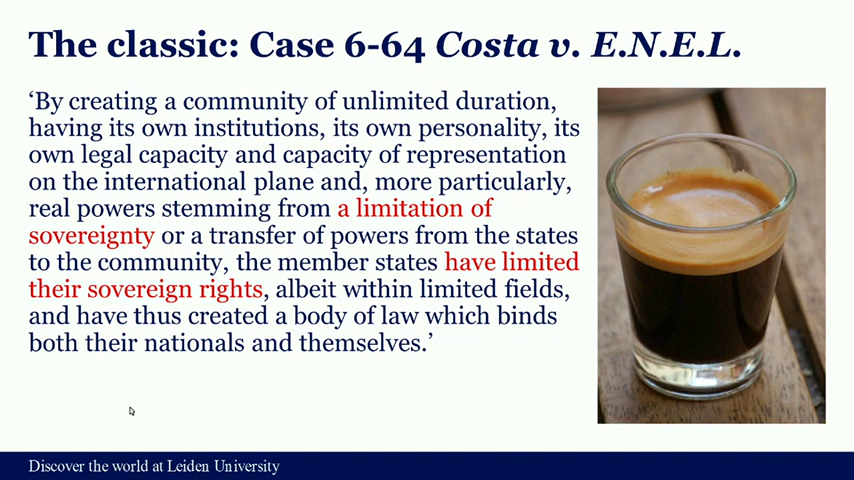 The classic: Case 6-64 Costa v. E.N.E.L.
‘By creating a community of unlimited duration,
having its own institutions, its own personality, its
own legal capacity and capacity of representation
on the international plane and, more particularly,
real powers stemming from a limitation of
sovereignty or a transfer of powers from the states
to the community, the member states have limited
their sovereign rights, albeit within limited fields,
and have thus created a body of law which binds
both their nationals and themselves.’
Discover the world at Leiden University